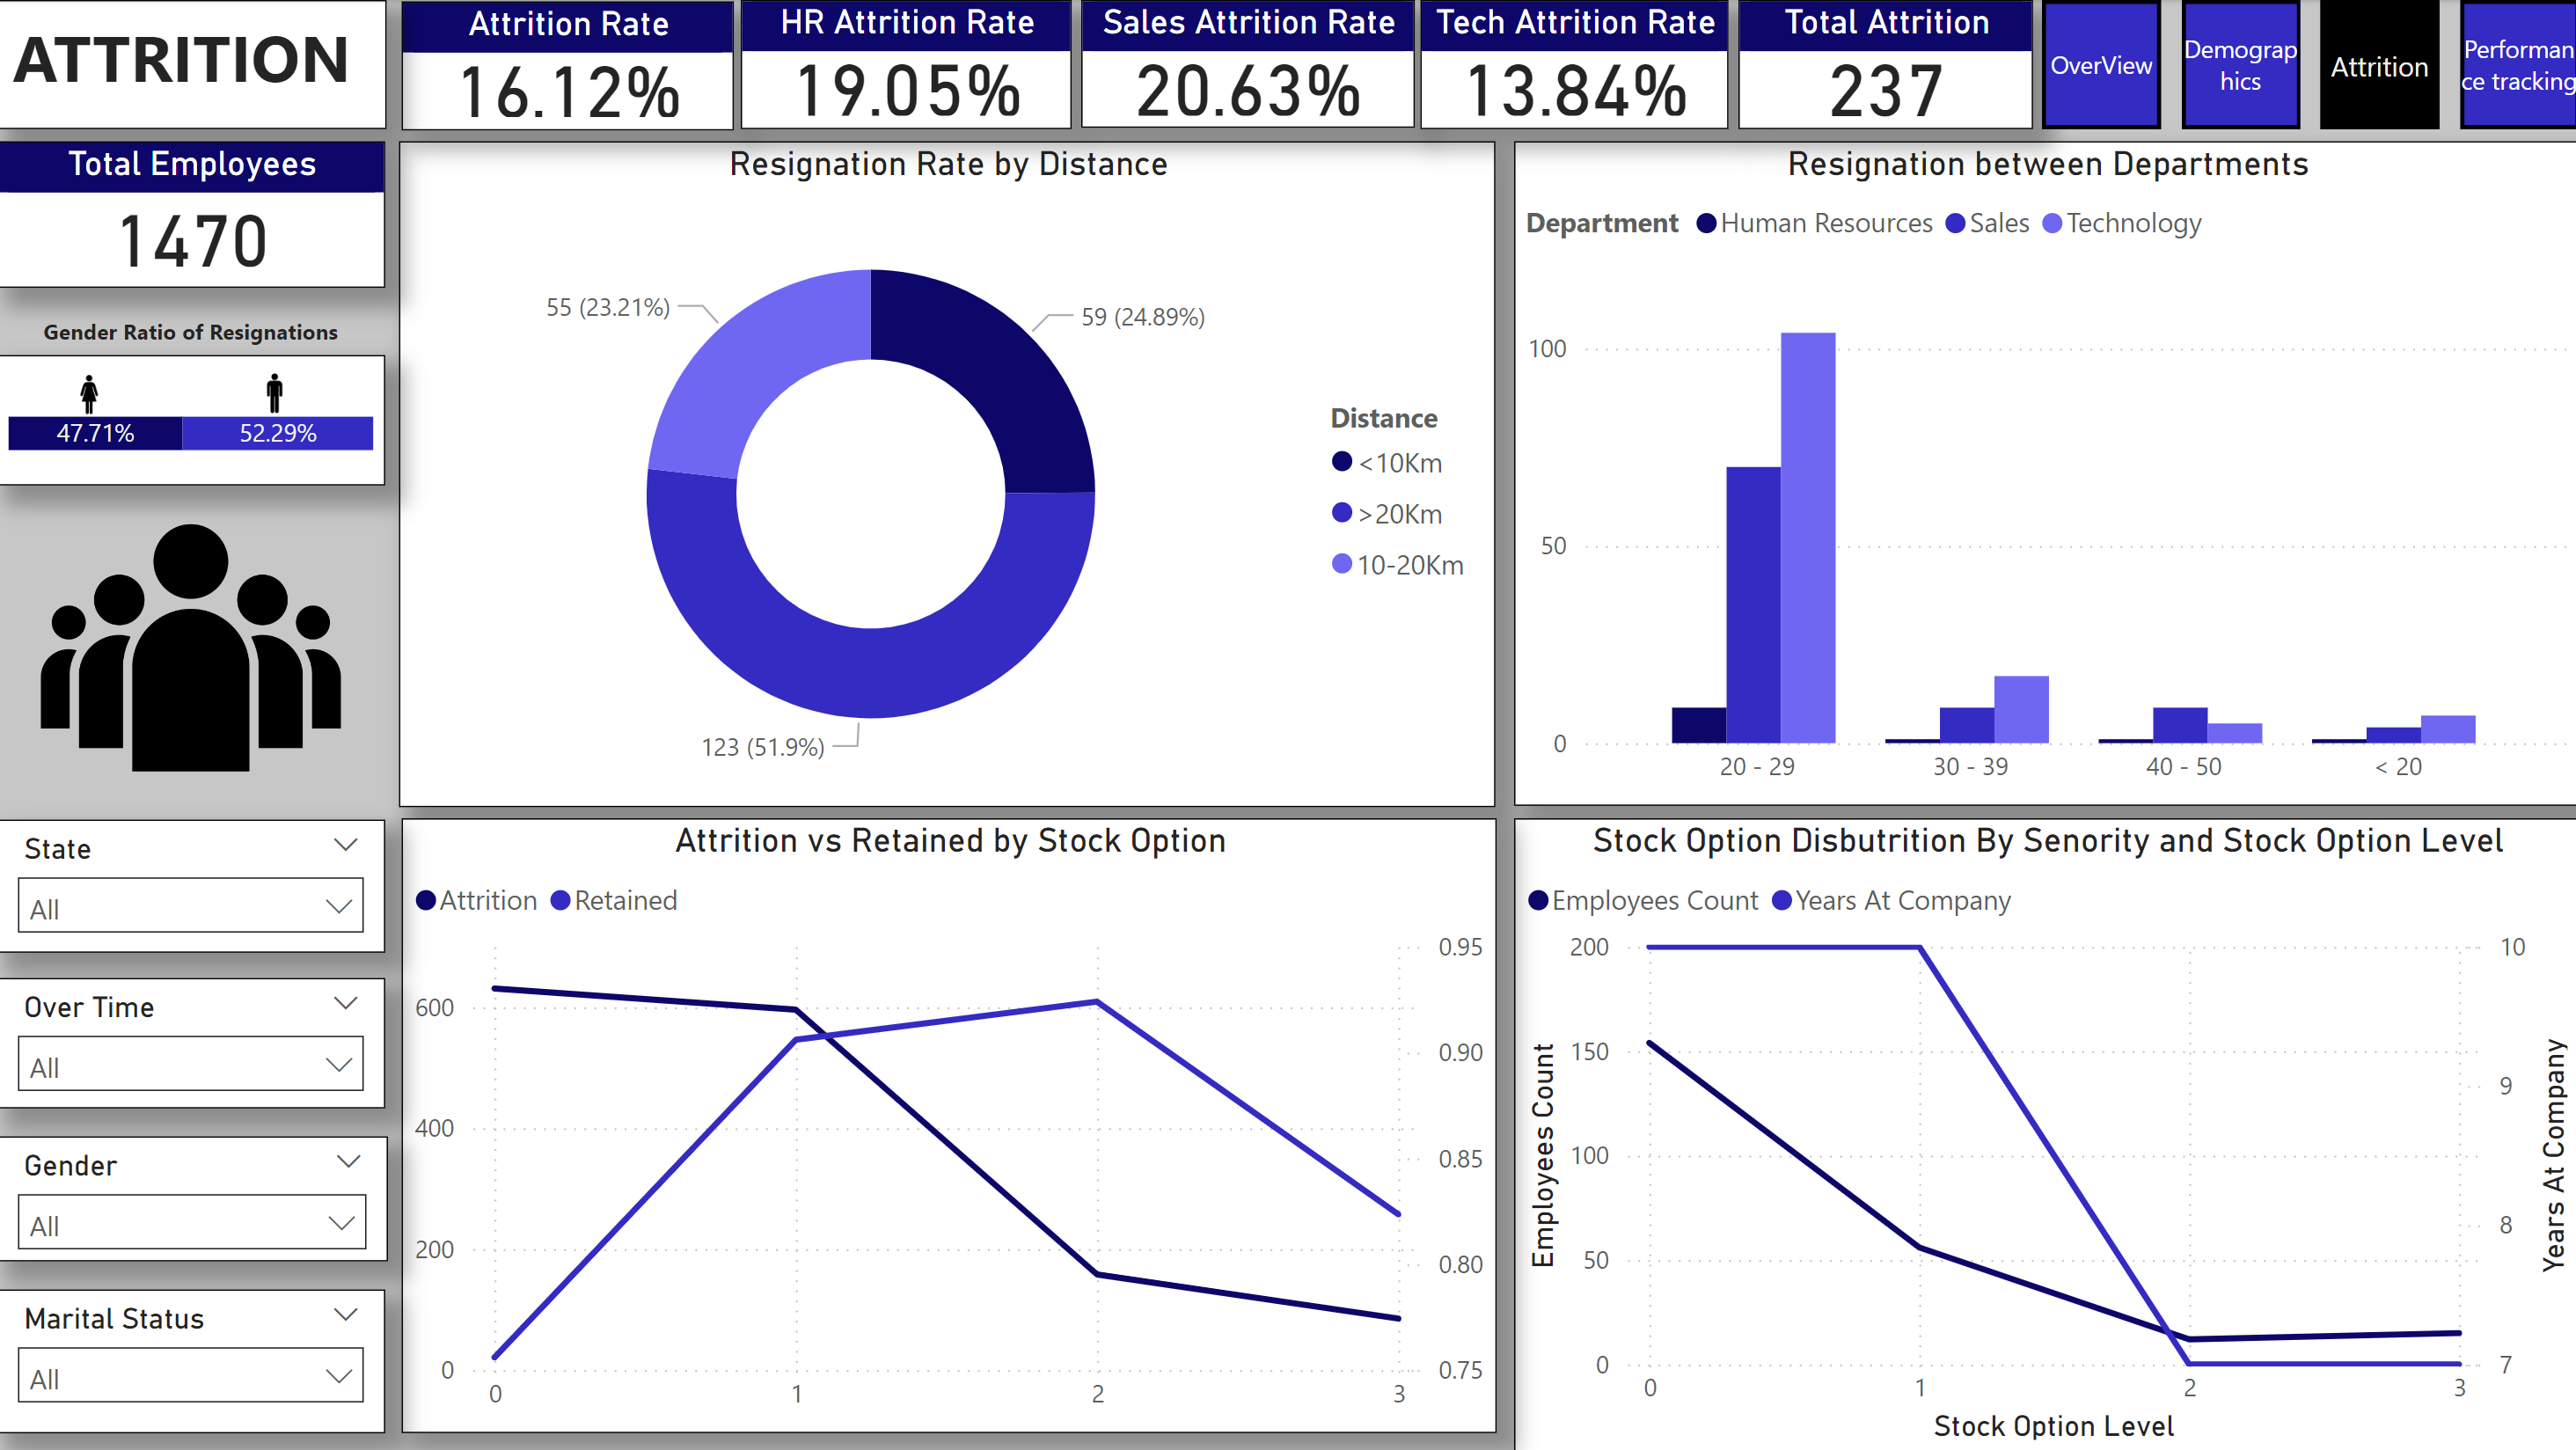 ATTRITION
Attrition Rate
16.12%
HR Attrition Rate
19.05%
Sales Attrition Rate
20.63%
Tech Attrition Rate
13.84%
Total Attrition
237
OverView
Demograp
hics
Attrition
Performan
ce tracking
Total Employees
1470
Gender Ratio of Resignations
47.71% 52.29%
State
All
Over Time
All
Gender
All
Marital Status
All
Resignation Rate by Distance
55 (23.21%)
59 (24.89%)
123 (51.9%)
Distance
<10Km
>20Km
10-20Km
Resignation between Departments
Department Human Resources Sales Technology
100
50
0
20 - 29 30 - 39 40 - 50 < 20
Attrition vs Retained by Stock Option
Attrition Retained
600
400
200
0
0.95
0.90
0.85
0.80
0.75
0 1 2 3
Stock Option Disbutrition By Senority and Stock Option Level
Employees Count Years At Company
Employees Count
200
150
100
50
0
10
9
8
7
Years At Company
0 1 2 3
Stock Option Level